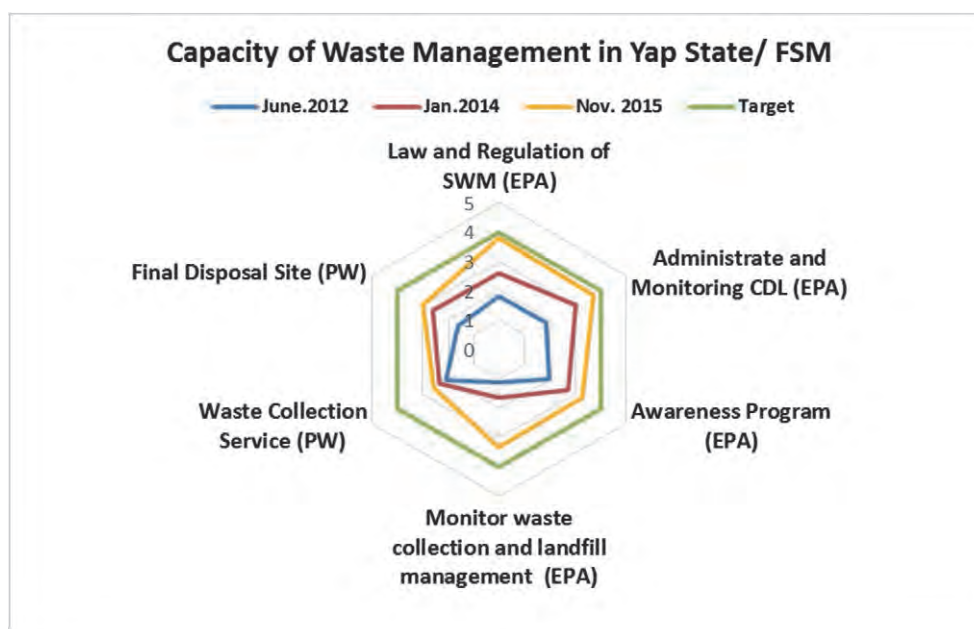 Capacity of Waste Management in Yap State/ FSM
June.2012 Jan.2014 Nov. 2015 Target
Law and Regulation of
SWM (EPA)
5
4
3
2
1
0
Administrate and
Monitoring CDL (EPA)
Awareness Program
(EPA)
Monitor waste
collection and landfill
management (EPA)
Waste Collection
Service (PW)
Final Disposal Site (PW)